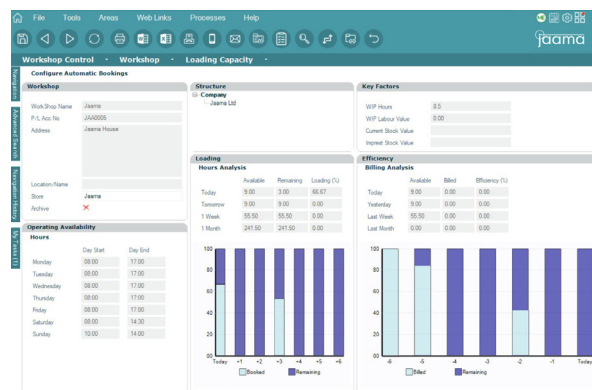 File Tools Areas Web Links Processes Help
jaama
Workshop Control Workshop Loading Capacity
Configure Automatic Bookings
Navigation
Advanced Search
Navigation History
My Tasks (1)
Workshop
WorkShop Name Jaama
P/L Acc No JAA0005
Address Jaama House
Location/Name
Store Jaama
Archive
Structure
Company
Jaama Ltd
Key Factors
WIP Hours 8.5
WIP Labour Value 0.00
Current Stock Value
Imprest Stock Value
Operating Availability
Hours
Day Start Day End
Monday 08:00 17:00
Tuesday 08:00 17:00
Wednesday 08:00 17:00
Thursday 08:00 17:00
Friday 08:00 17:00
Saturday 08:00 14:30
Sunday 10:00 14:00
Loading
Hours Analysis
Available Remaining Loading (%)
Today 9.00 3.00 66.67
Tomorrow 9.00 9.00 0.00
1 Week 55.50 55.50 0.00
1 Month 241.50 241.50 0.00
100
80
60
40
20
00
Today +1 +2 +3 +4 +5 +6
Booked Remaining
Efficiency
Billing Analysis
Available Billed Efficiency (%)
Today 9.00 0.00 0.00
Yesterday 9.00 0.00 0.00
Last Week 55.50 0.00 0.00
Last Month 0.00 0.00 0.00
100
80
60
40
20
00
-6 -5 -4 -3 -2 -1 Today
Billed Remaining